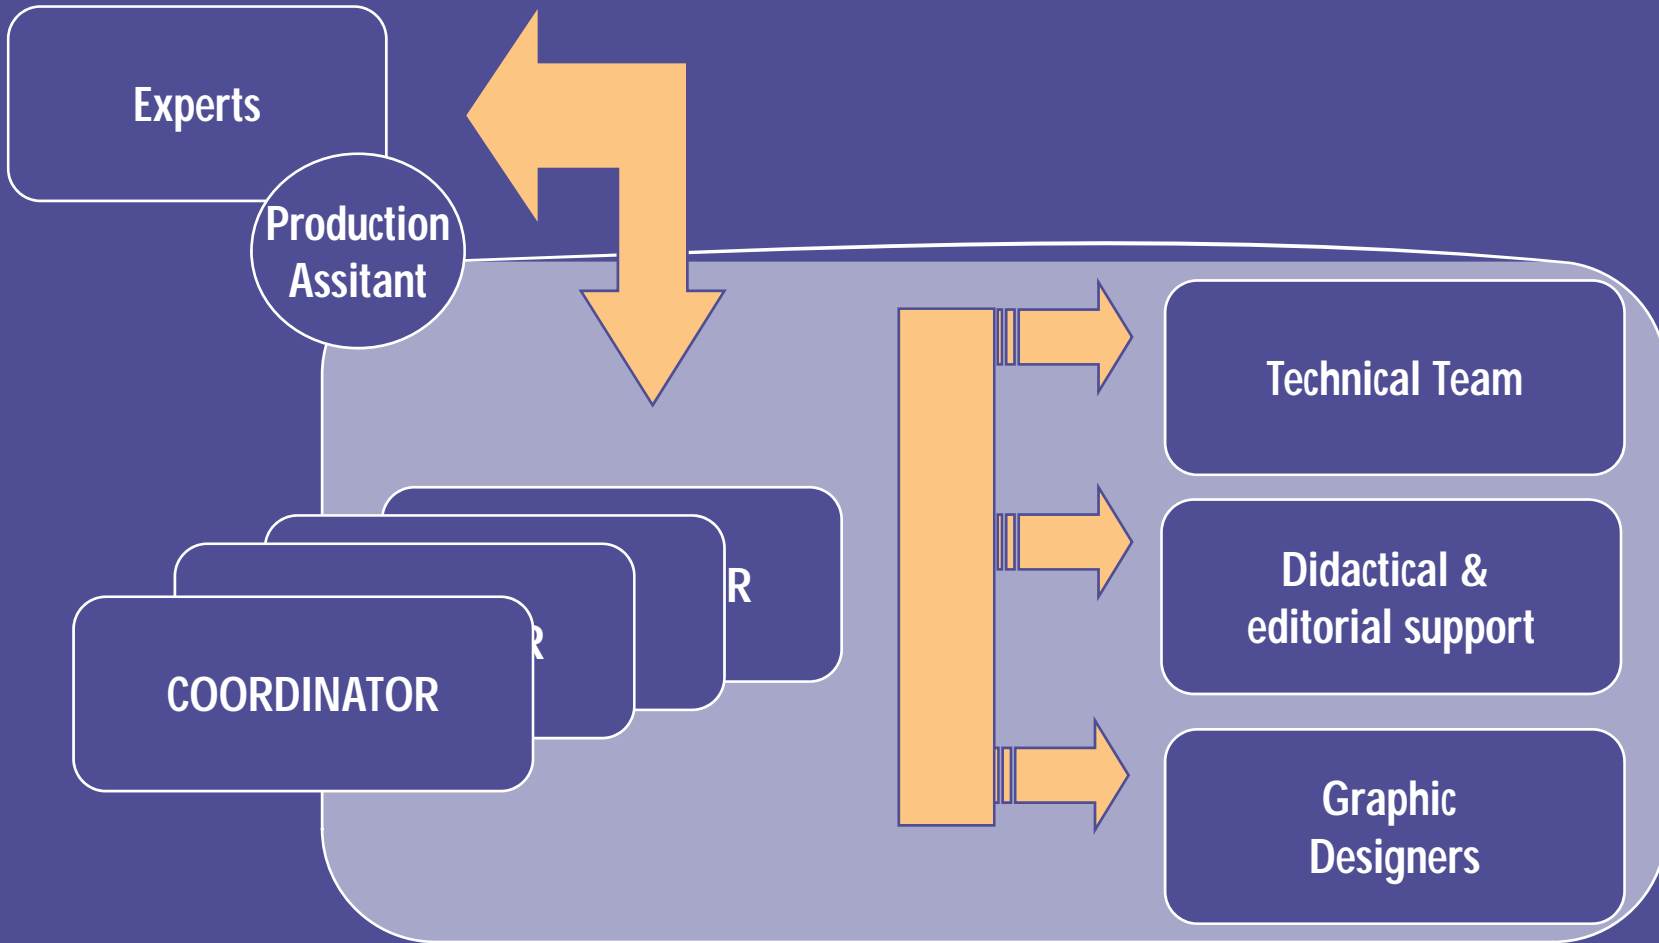 Experts
Production
Assitant
Technical Team
Didactical &
editorial support
R
R
COORDINATOR
Graphic
Designers